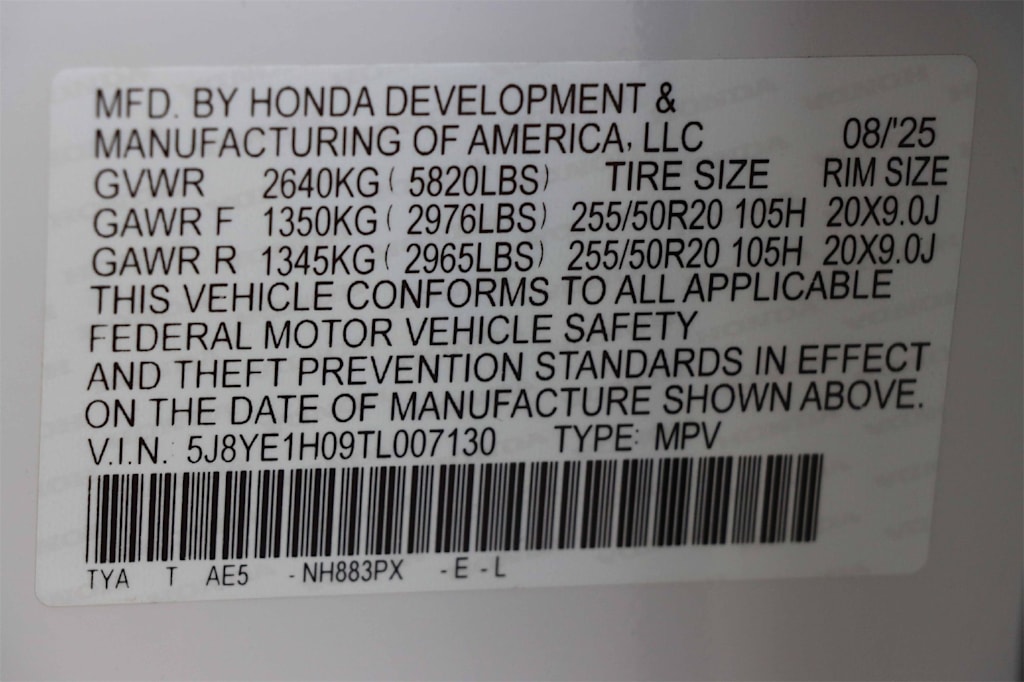 MFD. BY HONDA DEVELOPMENT &
MANUFACTURING OF AMERICA, LLC 08/'25
GVWR 2640KG ( 5820LBS) TIRE SIZE RIM SIZE
GAWR F 1350KG ( 2976LBS) 255/50R20 105H 20X9.0J
GAWR R 1345KG ( 2965LBS) 255/50R20 105H 20X9.0J
THIS VEHICLE CONFORMS TO ALL APPLICABLE
FEDERAL MOTOR VEHICLE SAFETY
AND THEFT PREVENTION STANDARDS IN EFFECT
ON THE DATE OF MANUFACTURE SHOWN ABOVE.
V.I.N. 5J8YE1H09TL007130 TYPE: MPV
TYA T AE5 - NH883PX - E - L